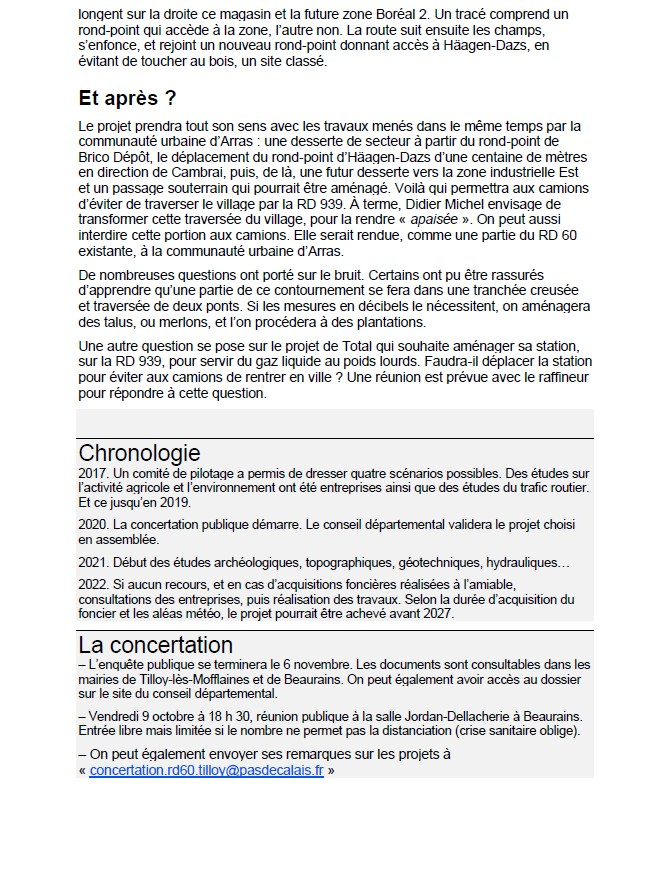 longent sur la droite ce magasin et la future zone Boréal 2. Un tracé comprend un
rond-point qui accède à la zone, l’autre non. La route suit ensuite les champs,
s’enfonce, et rejoint un nouveau rond-point donnant accès à Häagen-Dazs, en
évitant de toucher au bois, un site classé.
Et après ?
Le projet prendra tout son sens avec les travaux menés dans le même temps par la
communauté urbaine d’Arras : une desserte de secteur à partir du rond-point de
Brico Dépôt, le déplacement du rond-point d’Häagen-Dazs d’une centaine de mètres
en direction de Cambrai, puis, de là, une futur desserte vers la zone industrielle Est
et un passage souterrain qui pourrait être aménagé. Voilà qui permettra aux camions
d’éviter de traverser le village par la RD 939. À terme, Didier Michel envisage de
transformer cette traversée du village, pour la rendre « apaisée ». On peut aussi
interdire cette portion aux camions. Elle serait rendue, comme une partie du RD 60
existante, à la communauté urbaine d’Arras.
De nombreuses questions ont porté sur le bruit. Certains ont pu être rassurés
d’apprendre qu’une partie de ce contournement se fera dans une tranchée creusée
et traversée de deux ponts. Si les mesures en décibels le nécessitent, on aménagera
des talus, ou merlons, et l’on procédera à des plantations.
Une autre question se pose sur le projet de Total qui souhaite aménager sa station,
sur la RD 939, pour servir du gaz liquide au poids lourds. Faudra-il déplacer la station
pour éviter aux camions de rentrer en ville ? Une réunion est prévue avec le raffineur
pour répondre à cette question.
Chronologie
2017. Un comité de pilotage a permis de dresser quatre scénarios possibles. Des études sur
l’activité agricole et l’environnement ont été entreprises ainsi que des études du trafic routier.
Et ce jusqu’en 2019.
2020. La concertation publique démarre. Le conseil départemental validera le projet choisi
en assemblée.
2021. Début des études archéologiques, topographiques, géotechniques, hydrauliques…
2022. Si aucun recours, et en cas d’acquisitions foncières réalisées à l’amiable,
consultations des entreprises, puis réalisation des travaux. Selon la durée d’acquisition du
foncier et les aléas météo, le projet pourrait être achevé avant 2027.
La concertation
– L’enquête publique se terminera le 6 novembre. Les documents sont consultables dans les
mairies de Tilloy-lès-Mofflaines et de Beaurains. On peut également avoir accès au dossier
sur le site du conseil départemental.
– Vendredi 9 octobre à 18 h 30, réunion publique à la salle Jordan-Dellacherie à Beaurains.
Entrée libre mais limitée si le nombre ne permet pas la distanciation (crise sanitaire oblige).
– On peut également envoyer ses remarques sur les projets à
« concertation.rd60.tilloy@pasdecalais.fr »